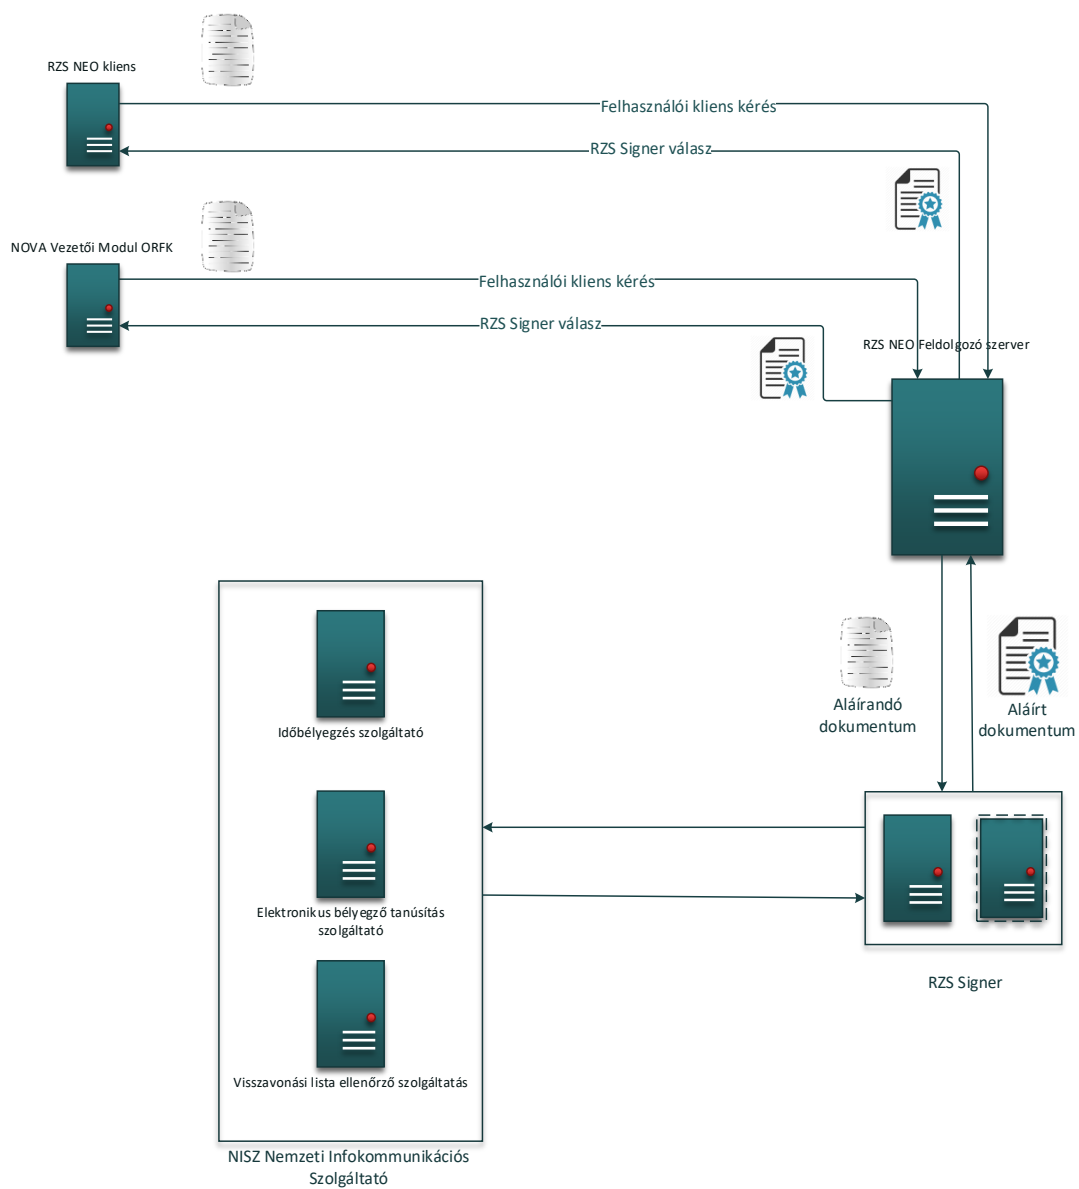 RZS NEO kliens
Felhasználói kliens kérés
RZS Signer válasz
NOVA Vezetői Modul ORFK
Felhasználói kliens kérés
RZS Signer válasz
RZS NEO Feldolgozó szerver
Aláírandó
dokumentum
Aláírt
dokumentum
Időbélyegzés szolgáltató
Elektronikus bélyegző tanúsítás
szolgáltató
RZS Signer
Visszavonási lista ellenőrző szolgáltatás
NISZ Nemzeti Infokommunikációs
Szolgáltató